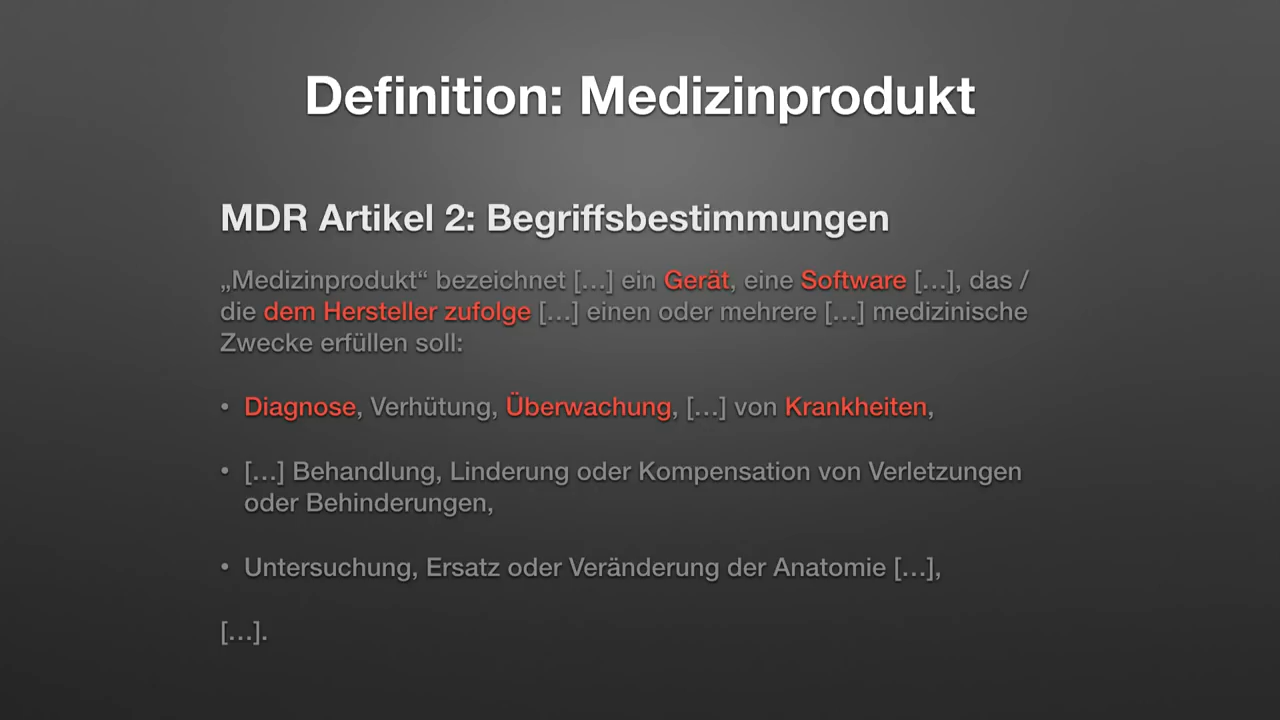 Definition: Medizinprodukt
MDR Artikel 2: Begriffsbestimmungen
„Medizinprodukt“ bezeichnet […] ein Gerät, eine Software […], das /
die dem Hersteller zufolge […] einen oder mehrere […] medizinische
Zwecke erfüllen soll:
• Diagnose, Verhütung, Überwachung, […] von Krankheiten,
• […] Behandlung, Linderung oder Kompensation von Verletzungen
oder Behinderungen,
• Untersuchung, Ersatz oder Veränderung der Anatomie […],
[…].